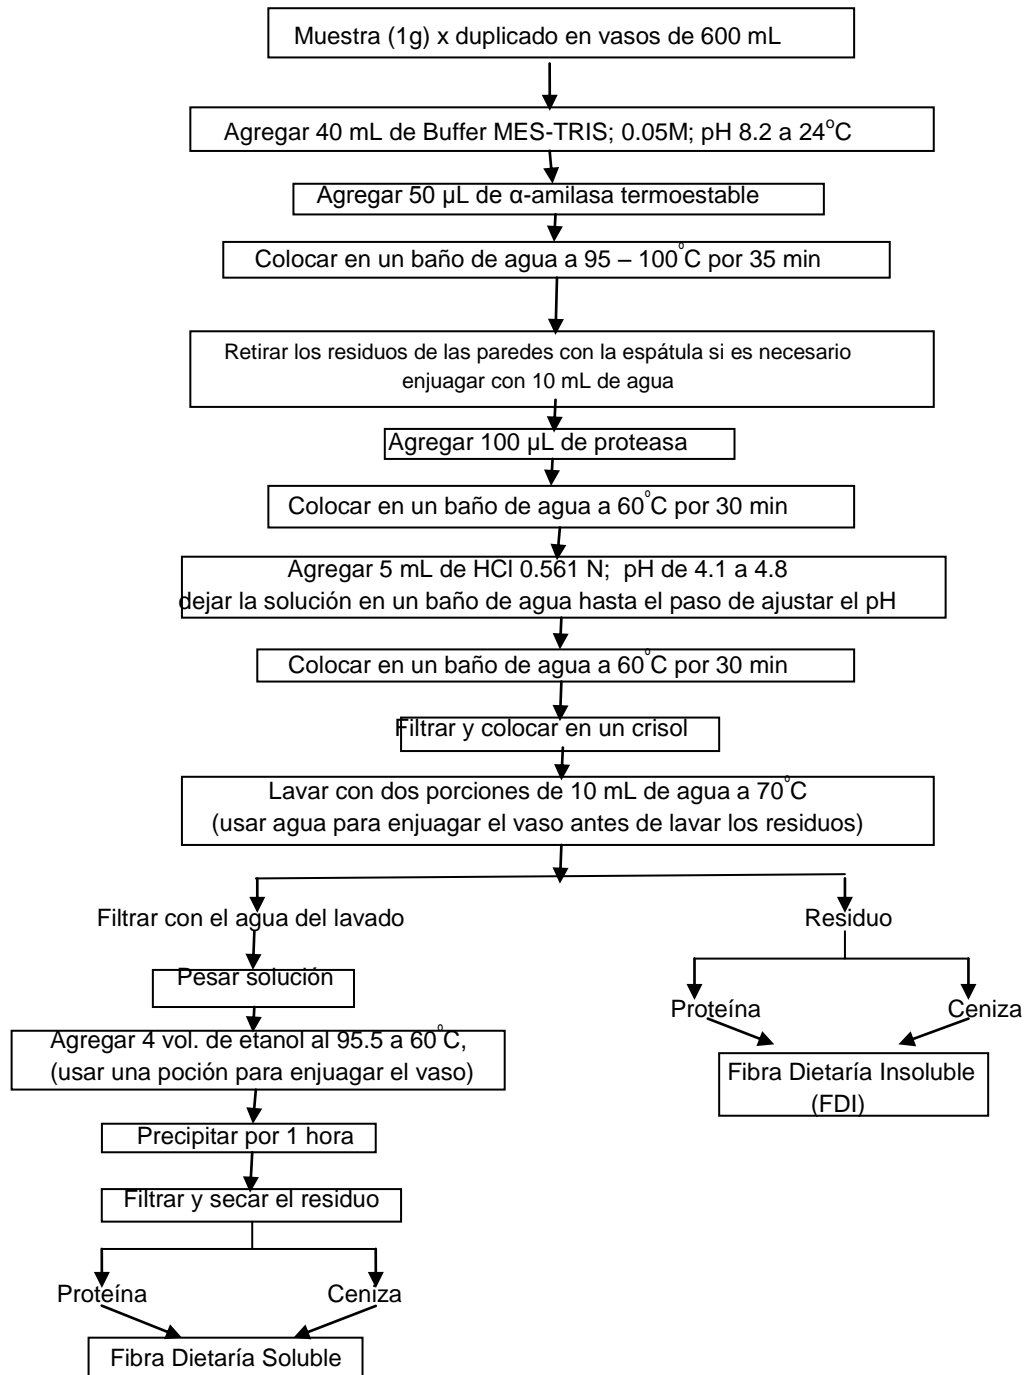 Muestra (1g) x duplicado en vasos de 600 mL
Agregar 40 mL de Buffer MES-TRIS; 0.05M; pH 8.2 a 24°C
Agregar 50 µL de α-amilasa termoestable
Colocar en un baño de agua a 95 – 100°C por 35 min
Retirar los residuos de las paredes con la espátula si es necesario
enjuagar con 10 mL de agua
Agregar 100 µL de proteasa
Colocar en un baño de agua a 60°C por 30 min
Agregar 5 mL de HCl 0.561 N; pH de 4.1 a 4.8
dejar la solución en un baño de agua hasta el paso de ajustar el pH
Colocar en un baño de agua a 60°C por 30 min
Filtrar y colocar en un crisol
Lavar con dos porciones de 10 mL de agua a 70°C
(usar agua para enjuagar el vaso antes de lavar los residuos)
Filtrar con el agua del lavado
Pesar solución
Agregar 4 vol. de etanol al 95.5 a 60°C,
(usar una poción para enjuagar el vaso)
Precipitar por 1 hora
Filtrar y secar el residuo
Proteína
Ceniza
Fibra Dietaría Soluble
Residuo
Proteína
Ceniza
Fibra Dietaría Insoluble
(FDI)